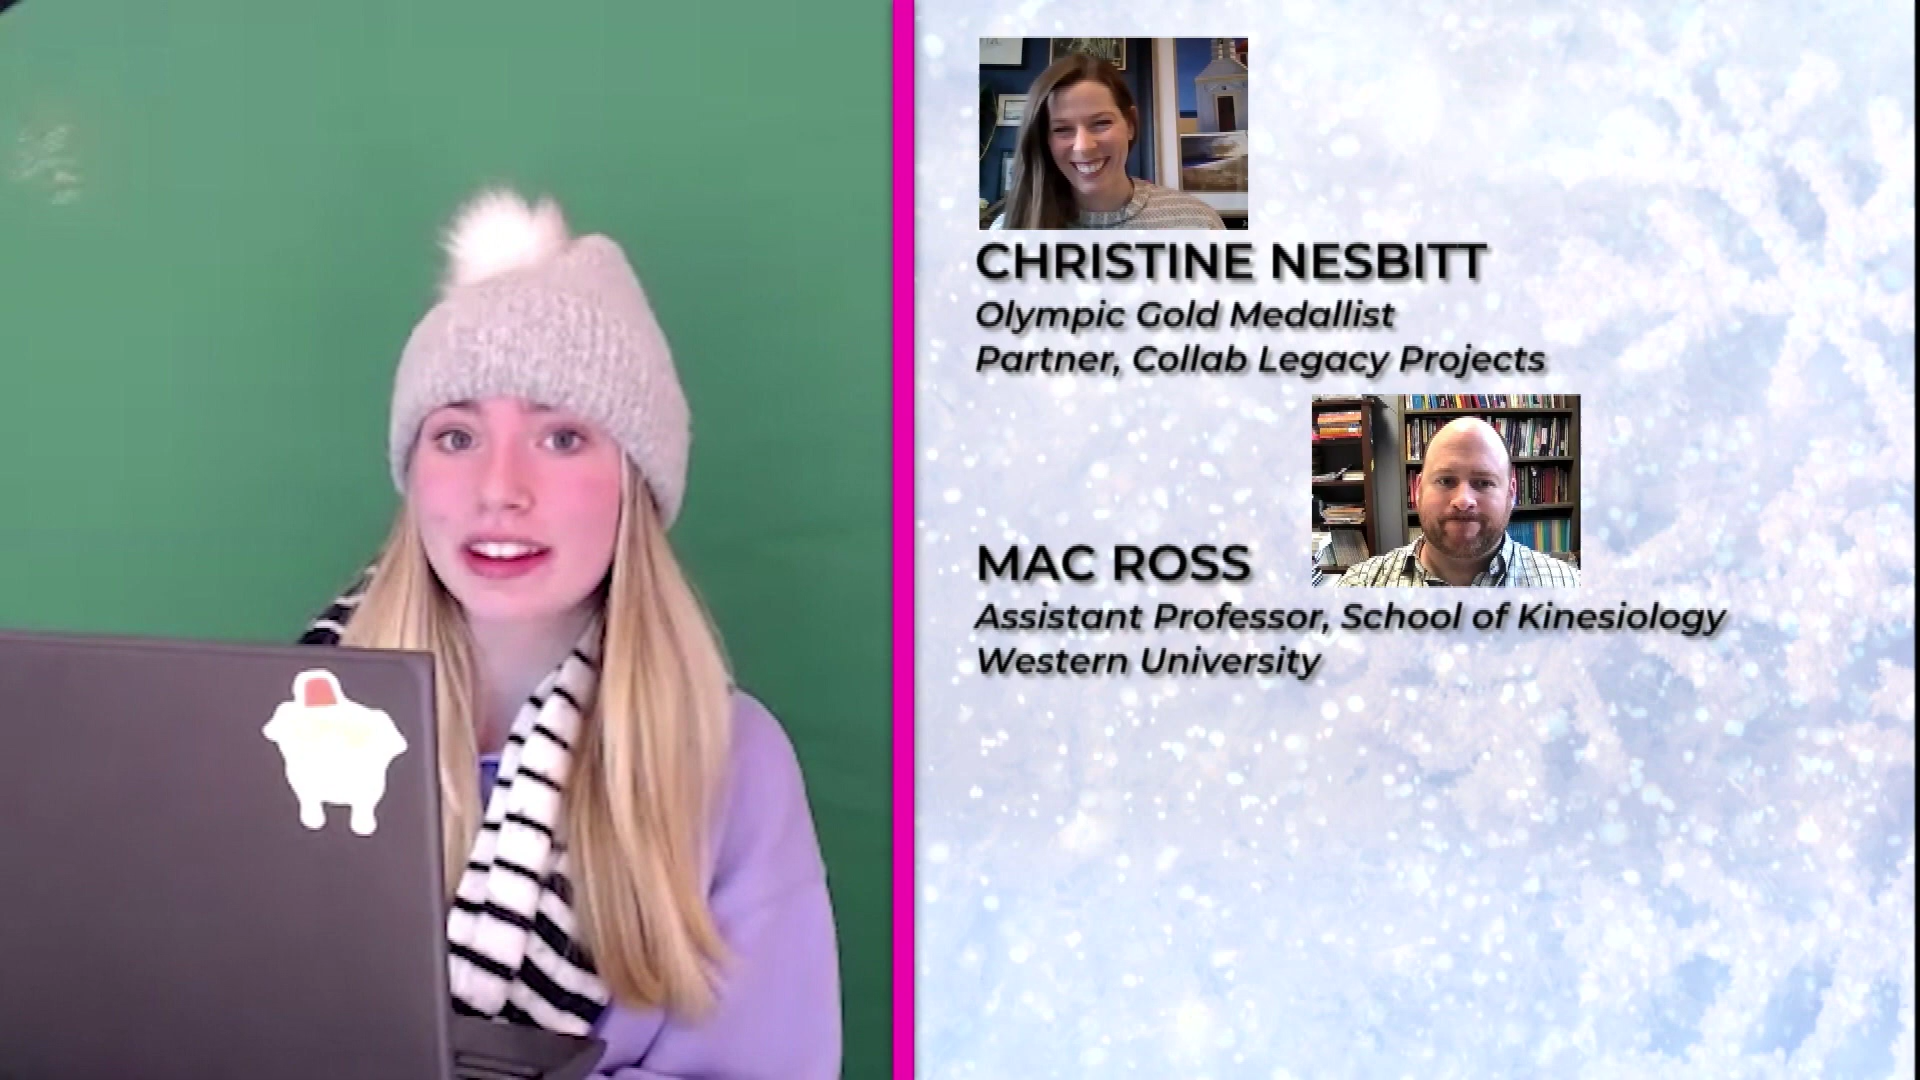 CHRISTINE NESBITT
Olympic Gold Medallist
Partner, Collab Legacy Projects
MAC ROSS
Assistant Professor, School of Kinesiology
Western University